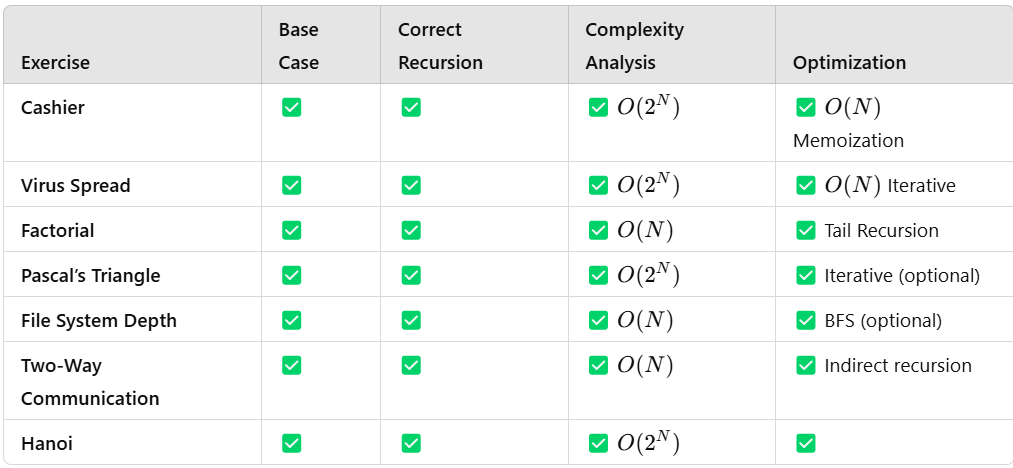 Exercise Base Case Correct Recursion Complexity Analysis Optimization
Cashier ✅ ✅ ✅ O(2^N) ✅ O(N) Memoization
Virus Spread ✅ ✅ ✅ O(2^N) ✅ O(N) Iterative
Factorial ✅ ✅ ✅ O(N) ✅ Tail Recursion
Pascal’s Triangle ✅ ✅ ✅ O(2^N) ✅ Iterative (optional)
File System Depth ✅ ✅ ✅ O(N) ✅ BFS (optional)
Two-Way Communication ✅ ✅ ✅ O(N) ✅ Indirect recursion
Hanoi ✅ ✅ ✅ O(2^N) ✅